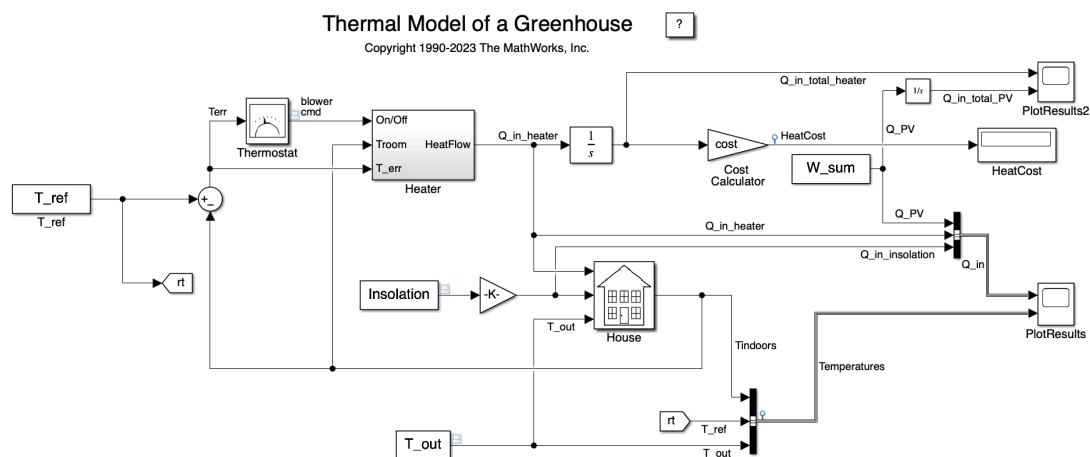 Thermal Model of a Greenhouse
?
Copyright 1990-2023 The MathWorks, Inc.
Q_in_total_heater
1/s
Q_in_total_PV
PlotResults2
Terr
blower
cmd
Thermostat
On/Off
Troom
T_err
HeatFlow
Heater
Q_in_heater
1
s
cost
Cost
Calculator
HeatCost
Q_PV
W_sum
HeatCost
T_ref
T_ref
+_
rt
Q_PV
Q_in_heater
Q_in_insolation
Q_in
Insolation
-K-
T_out
House
PlotResults
Tindoors
Temperatures
rt
T_ref
T_out
T_out